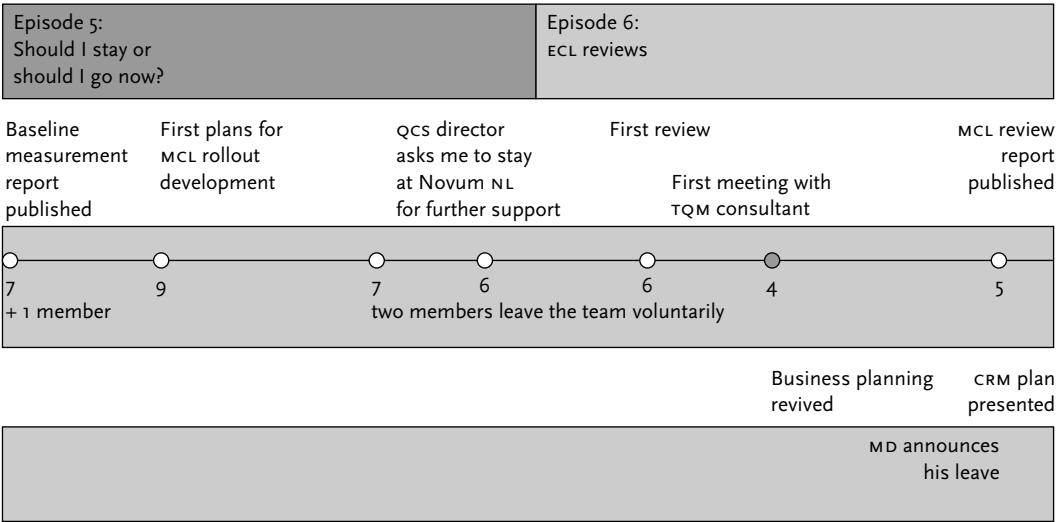 Episode 5:
Should I stay or
should I go now?
Episode 6:
ECL reviews
Baseline
measurement
report
published
First plans for
MCL rollout
development
QCS director
asks me to stay
at Novum NL
for further support
First review
First meeting with
TQM consultant
MCL review
report
published
7 9 7 6 6 4 5
+ 1 member
two members leave the team voluntarily
Business planning
revived
CRM plan
presented
MD announces
his leave